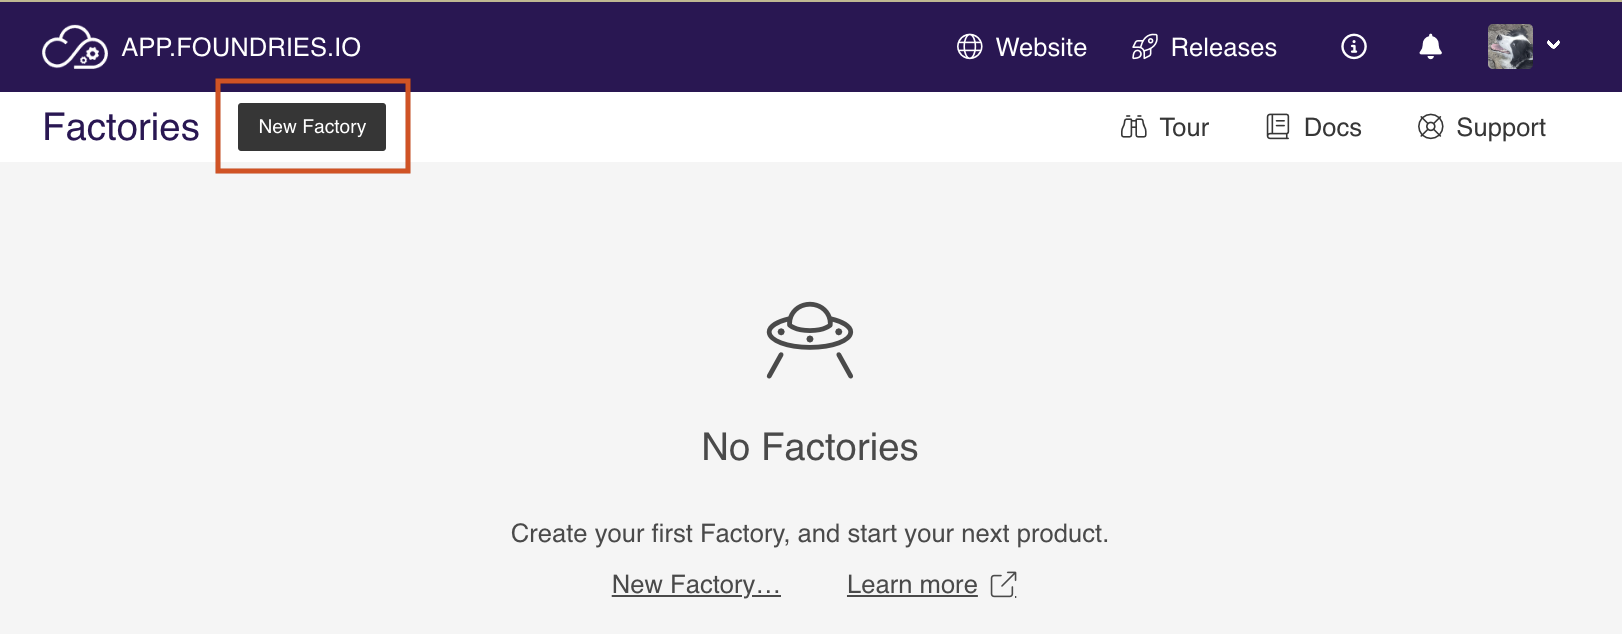 APP.FOUNDRIES.IO Website Releases
Factories New Factory Tour Docs Support
No Factories
Create your first Factory, and start your next product.
New Factory... Learn more